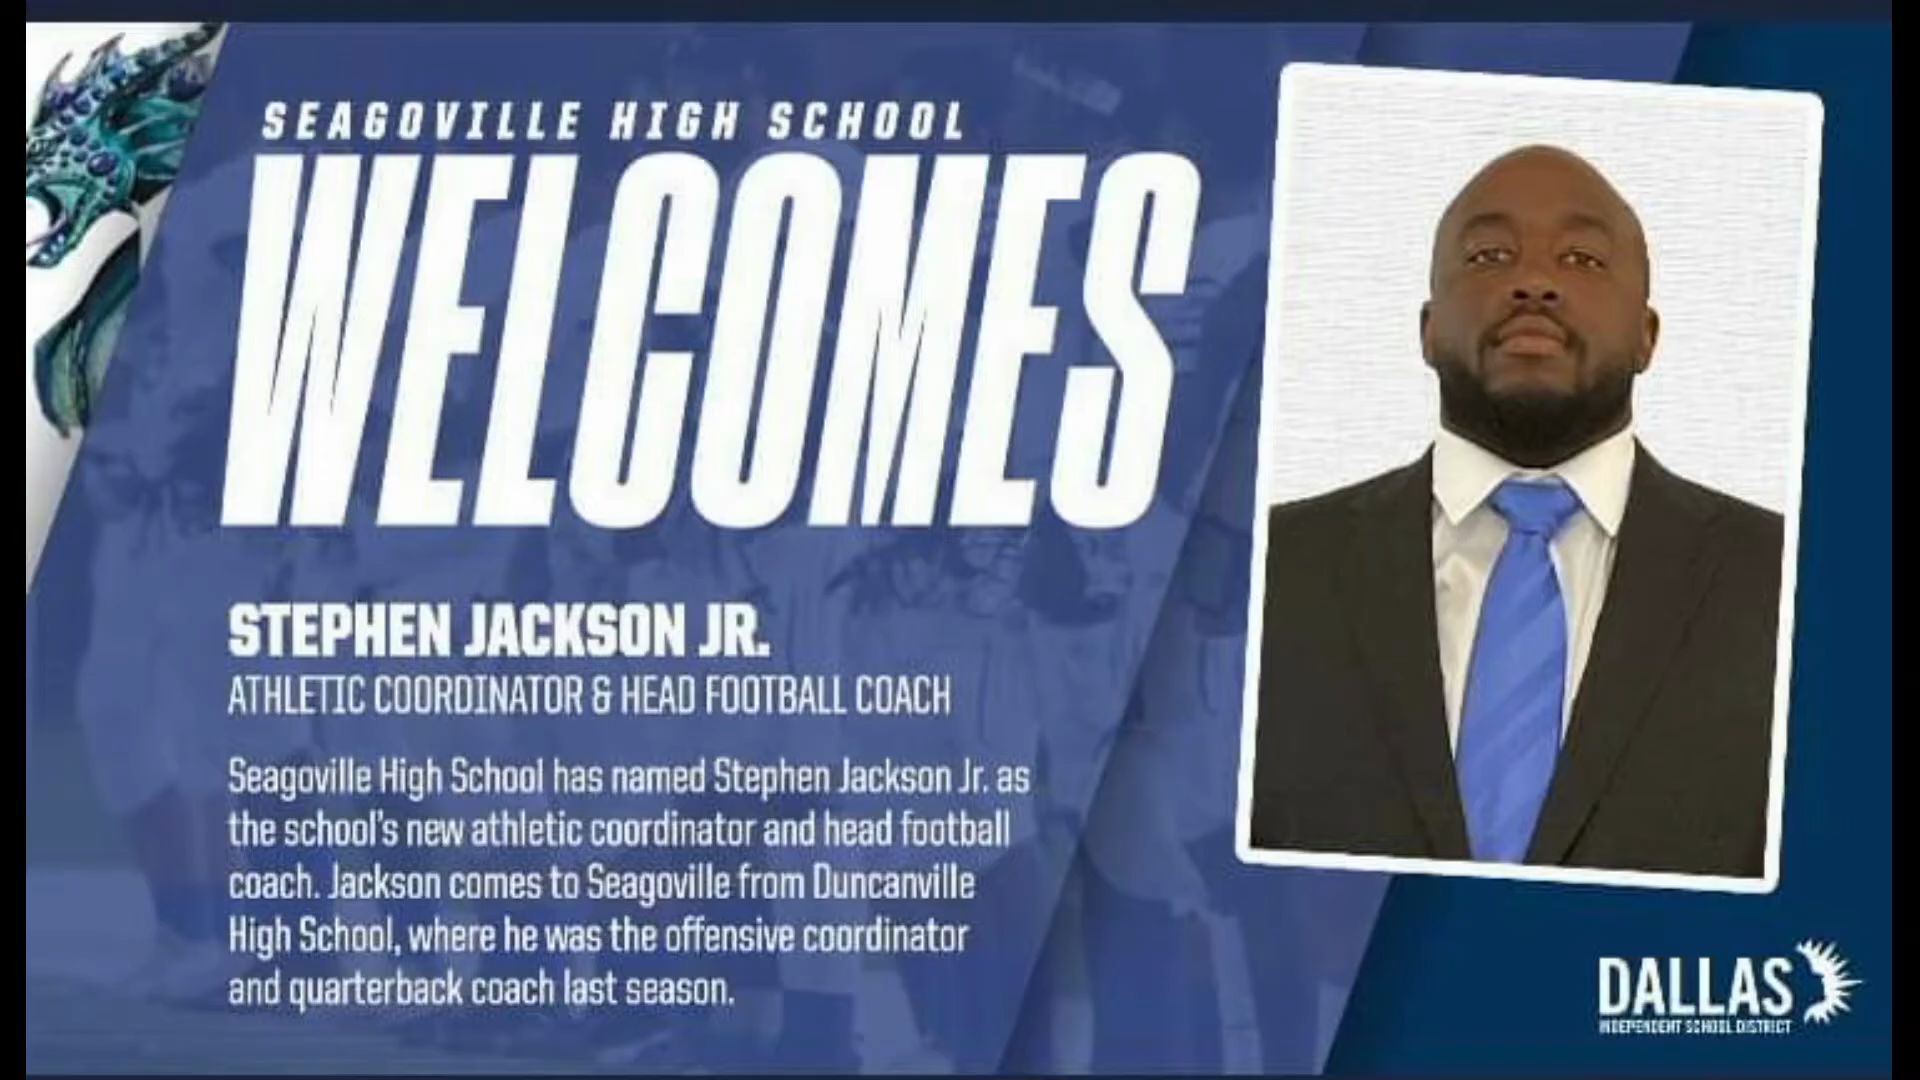 SEAGOVILLE HIGH SCHOOL
WELCOMES
STEPHEN JACKSON JR.
ATHLETIC COORDINATOR & HEAD FOOTBALL COACH
Seagoville High School has named Stephen Jackson Jr. as
the school's new athletic coordinator and head football
coach. Jackson comes to Seagoville from Duncanville
High School, where he was the offensive coordinator
and quarterback coach last season.
DALLAS
INDEPENDENT SCHOOL DISTRICT